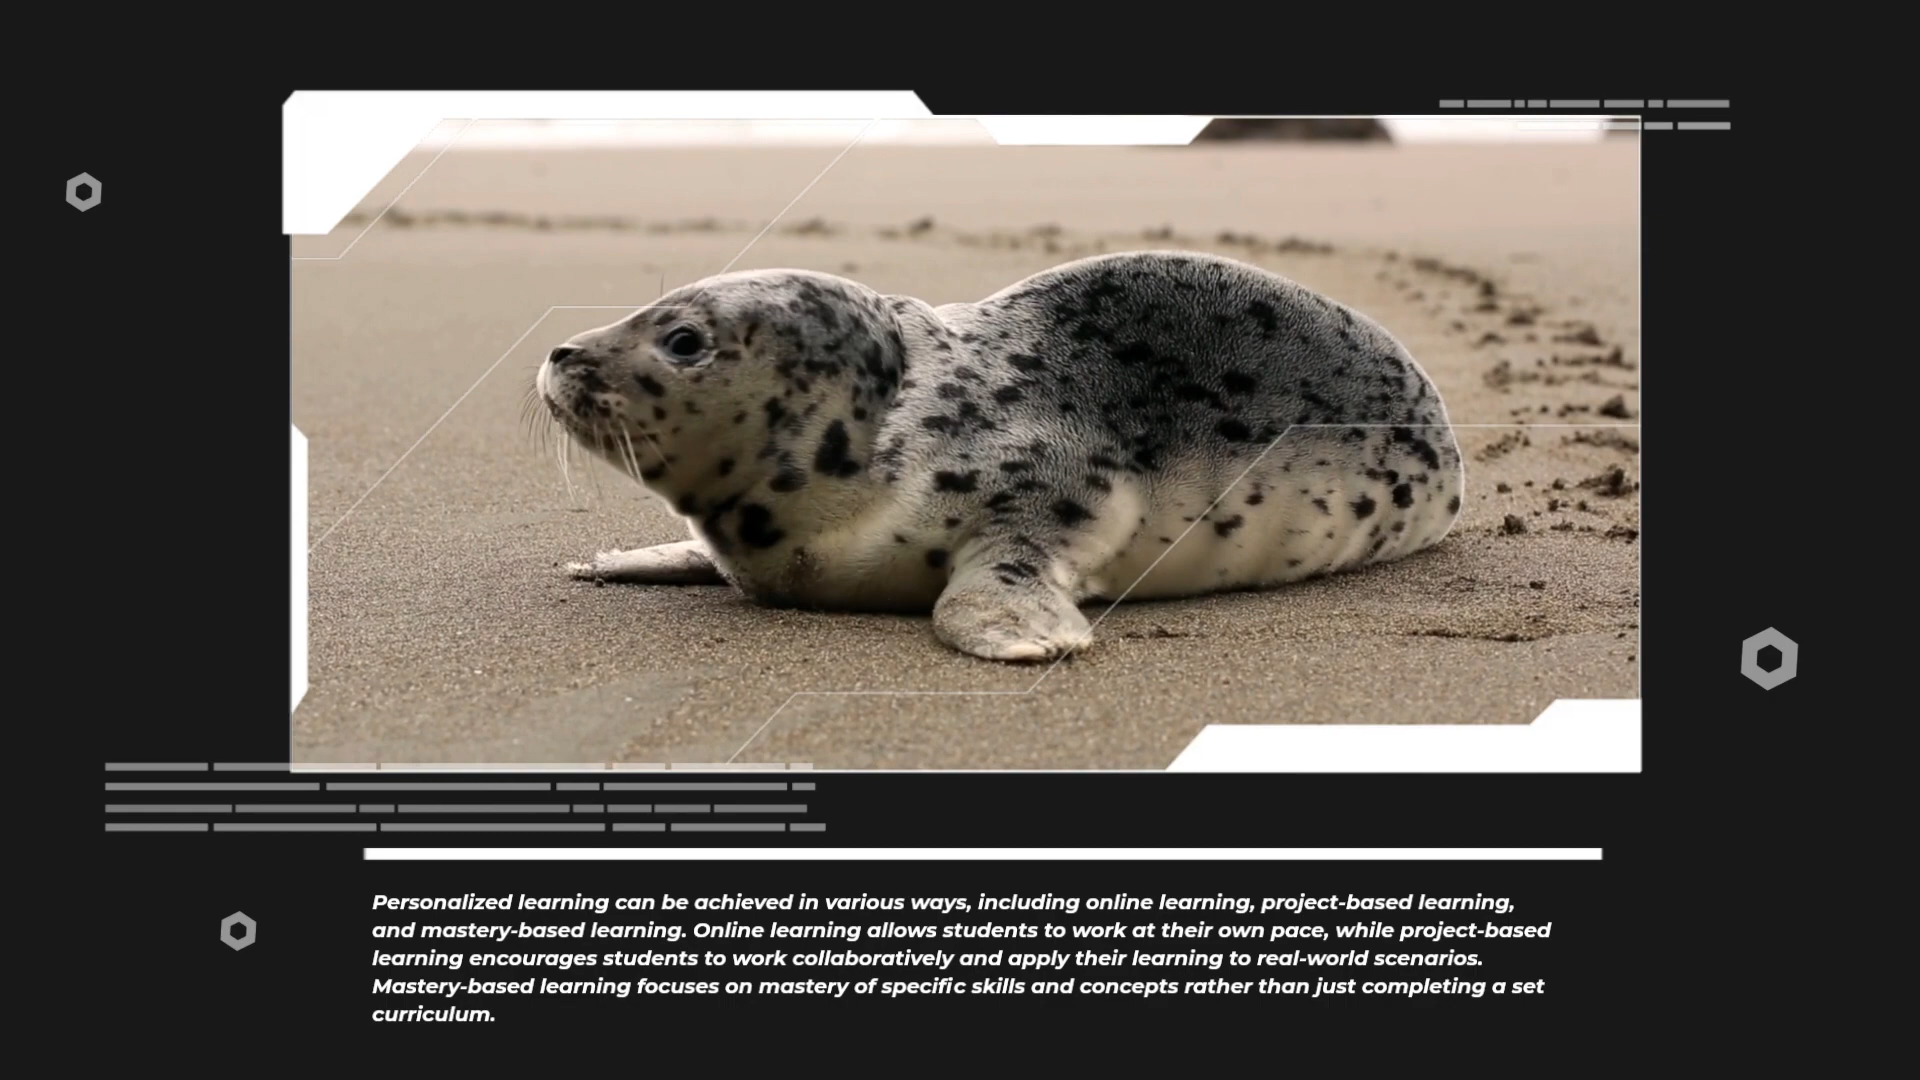 Personalized learning can be achieved in various ways, including online learning, project-based learning,
and mastery-based learning. Online learning allows students to work at their own pace, while project-based
learning encourages students to work collaboratively and apply their learning to real-world scenarios.
Mastery-based learning focuses on mastery of specific skills and concepts rather than just completing a set
curriculum.